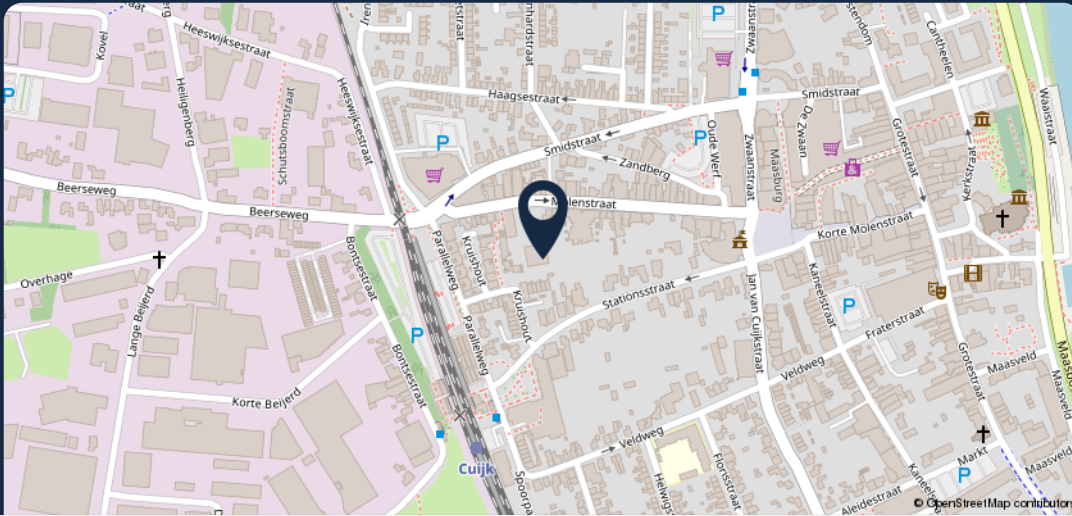 Kovel
Heeswijksestraat
Heiligenberg
Schutsboomstraat
Heeswijksestraat
P
Beerseweg
Beerseweg
Overhage
Lange Beijerd
Korte Beijerd
Bontsestraat
Bontsestraat
P
P
Haagsestraat
Smidstraat
Zandberg
Molenstraat
Parallelweg
Kruishout
Kruishout
Parallelweg
Stationsstraat
Cuijk
Veldweg
Veldweg
P
P
Oude Werf
Zwaanstraat
Maasburg
De Zwaan
Smidstraat
Grotestraat
Cantheelen
Kerkstraat
Waalstraat
Korte Molenstraat
Kaneelstraat
P
Fraterstraat
Jan van Cuijkstraat
Grotestraat
Maasveld
Maasveld
Maasveld
Markt
P
Aleidestraat
Florisstraat
© OpenStreetMap contributors